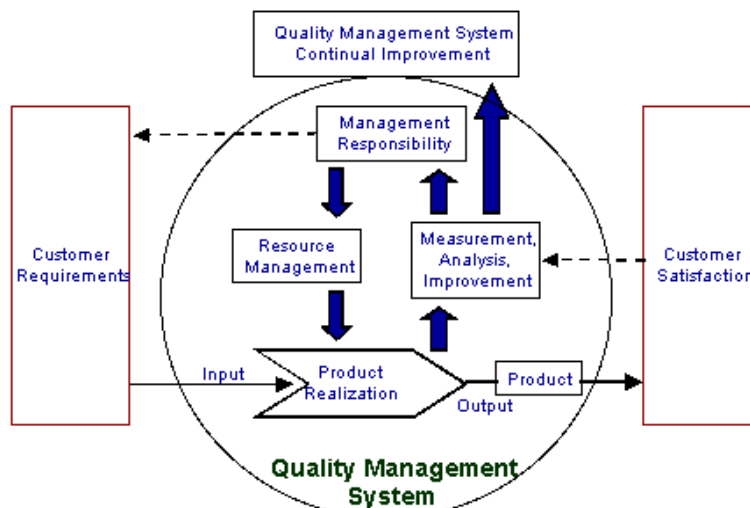 Quality Management System
Continual Improvement
Management
Responsibility
Customer
Requirements
Resource
Management
Measurement,
Analysis,
Improvement
Customer
Satisfaction
Input
Product
Realization
Output
Product
Quality Management
System